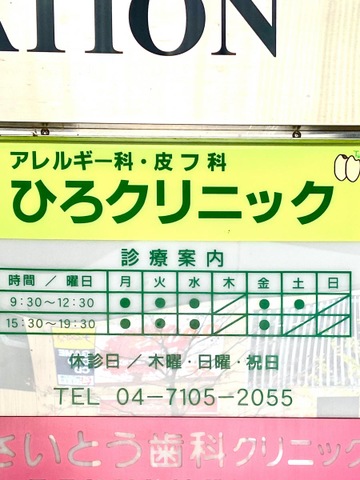 ATION
アレルギー科・皮フ科
ひろクリニック
診療案内
時間／曜日 月 火 水 木 金 土 日
9:30～12:30 ● ● ● ／ ● ● ／
15:30～19:30 ● ● ● ／ ● ／ ／
休診日／木曜・日曜・祝日
TEL 04-7105-2055
さいとう歯科クリニック